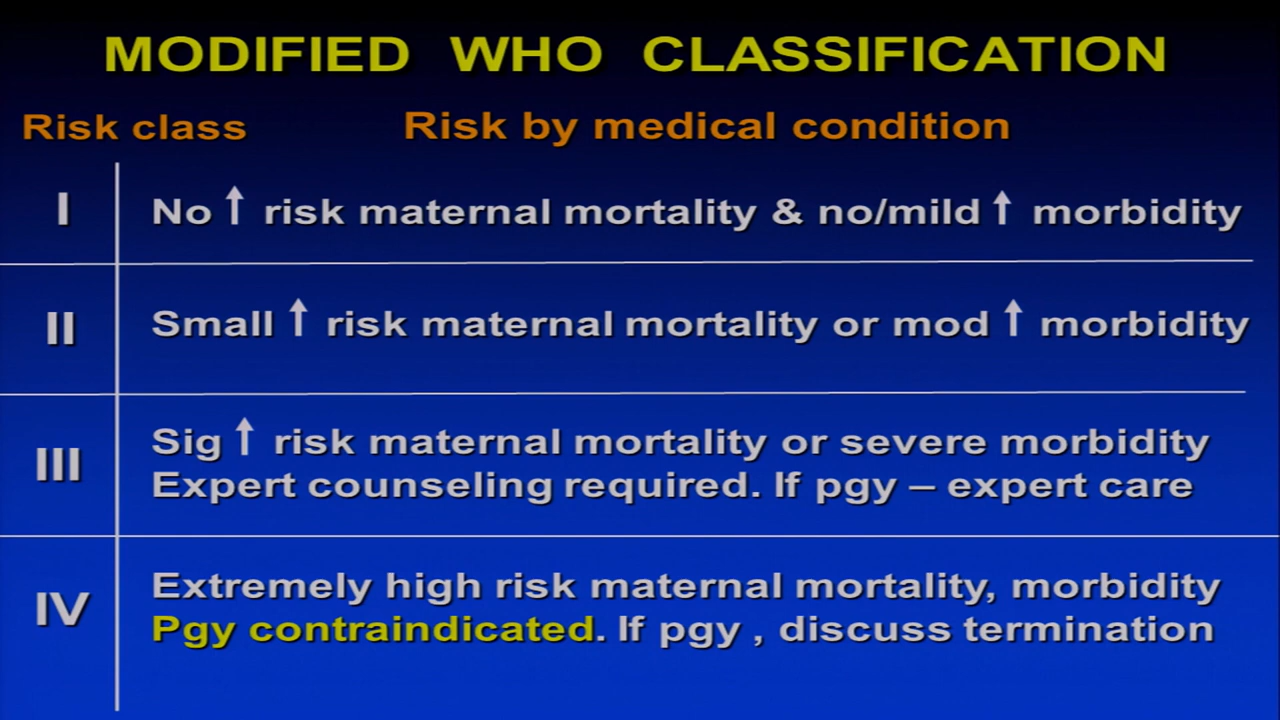 MODIFIED WHO CLASSIFICATION
Risk class Risk by medical condition
I No ↑ risk maternal mortality & no/mild ↑ morbidity
II Small ↑ risk maternal mortality or mod ↑ morbidity
III Sig ↑ risk maternal mortality or severe morbidity
Expert counseling required. If pgy – expert care
IV Extremely high risk maternal mortality, morbidity
Pgy contraindicated. If pgy , discuss termination